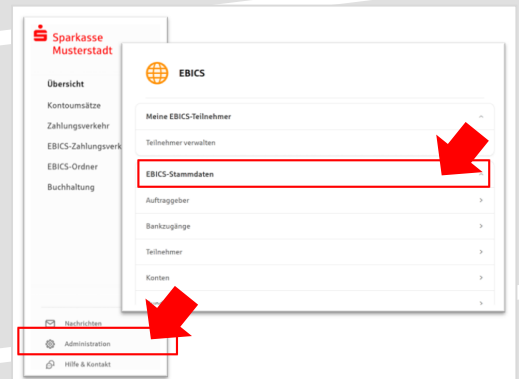 Sparkasse
Musterstadt
Übersicht
Kontoumsätze
Zahlungsverkehr
EBICS-Zahlungsverk
EBICS-Ordner
Buchhaltung
Nachrichten
Administration
Hilfe & Kontakt
EBICS
Meine EBICS-Teilnehmer
Teilnehmer verwalten
EBICS-Stammdaten
Auftraggeber
Bankzugänge
Teilnehmer
Konten